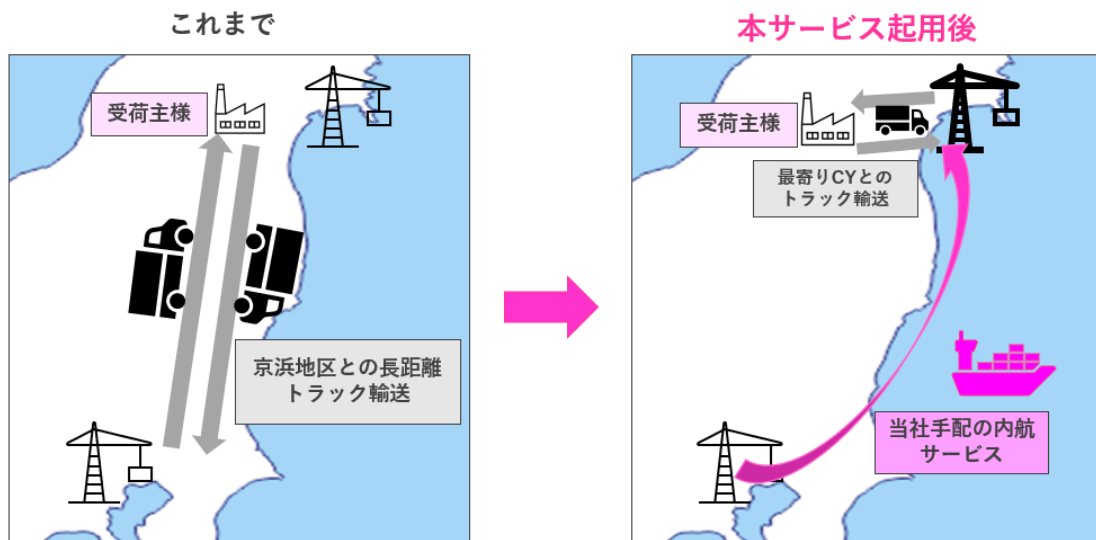 これまで
受荷主様
京浜地区との長距離
トラック輸送
本サービス起用後
受荷主様
最寄りCYとの
トラック輸送
当社手配の内航
サービス